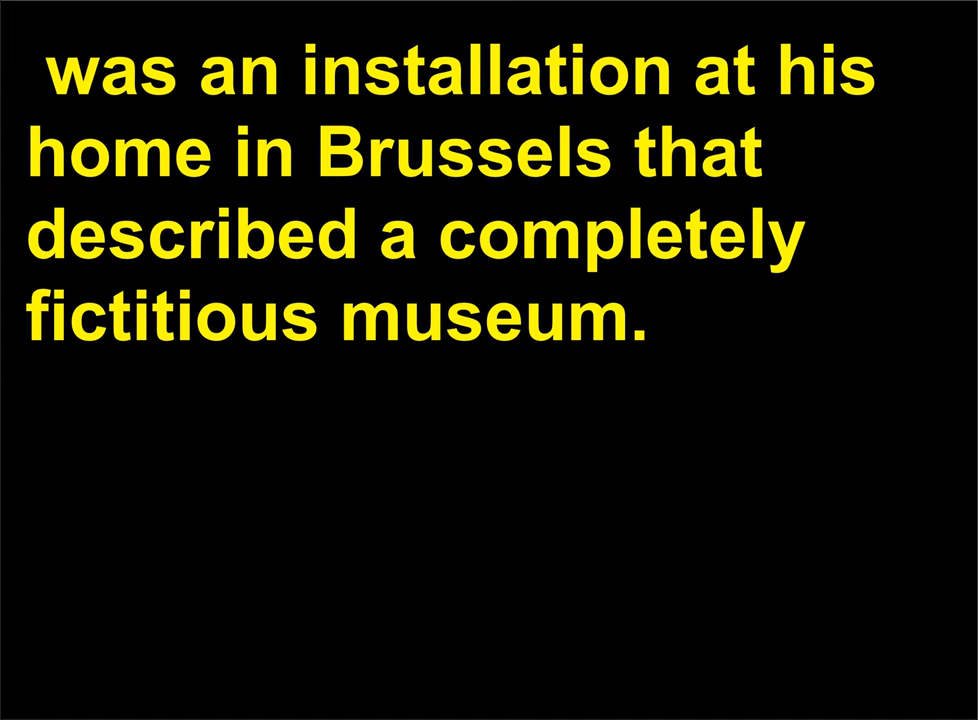 was an installation at his
home in Brussels that
described a completely
fictitious museum.